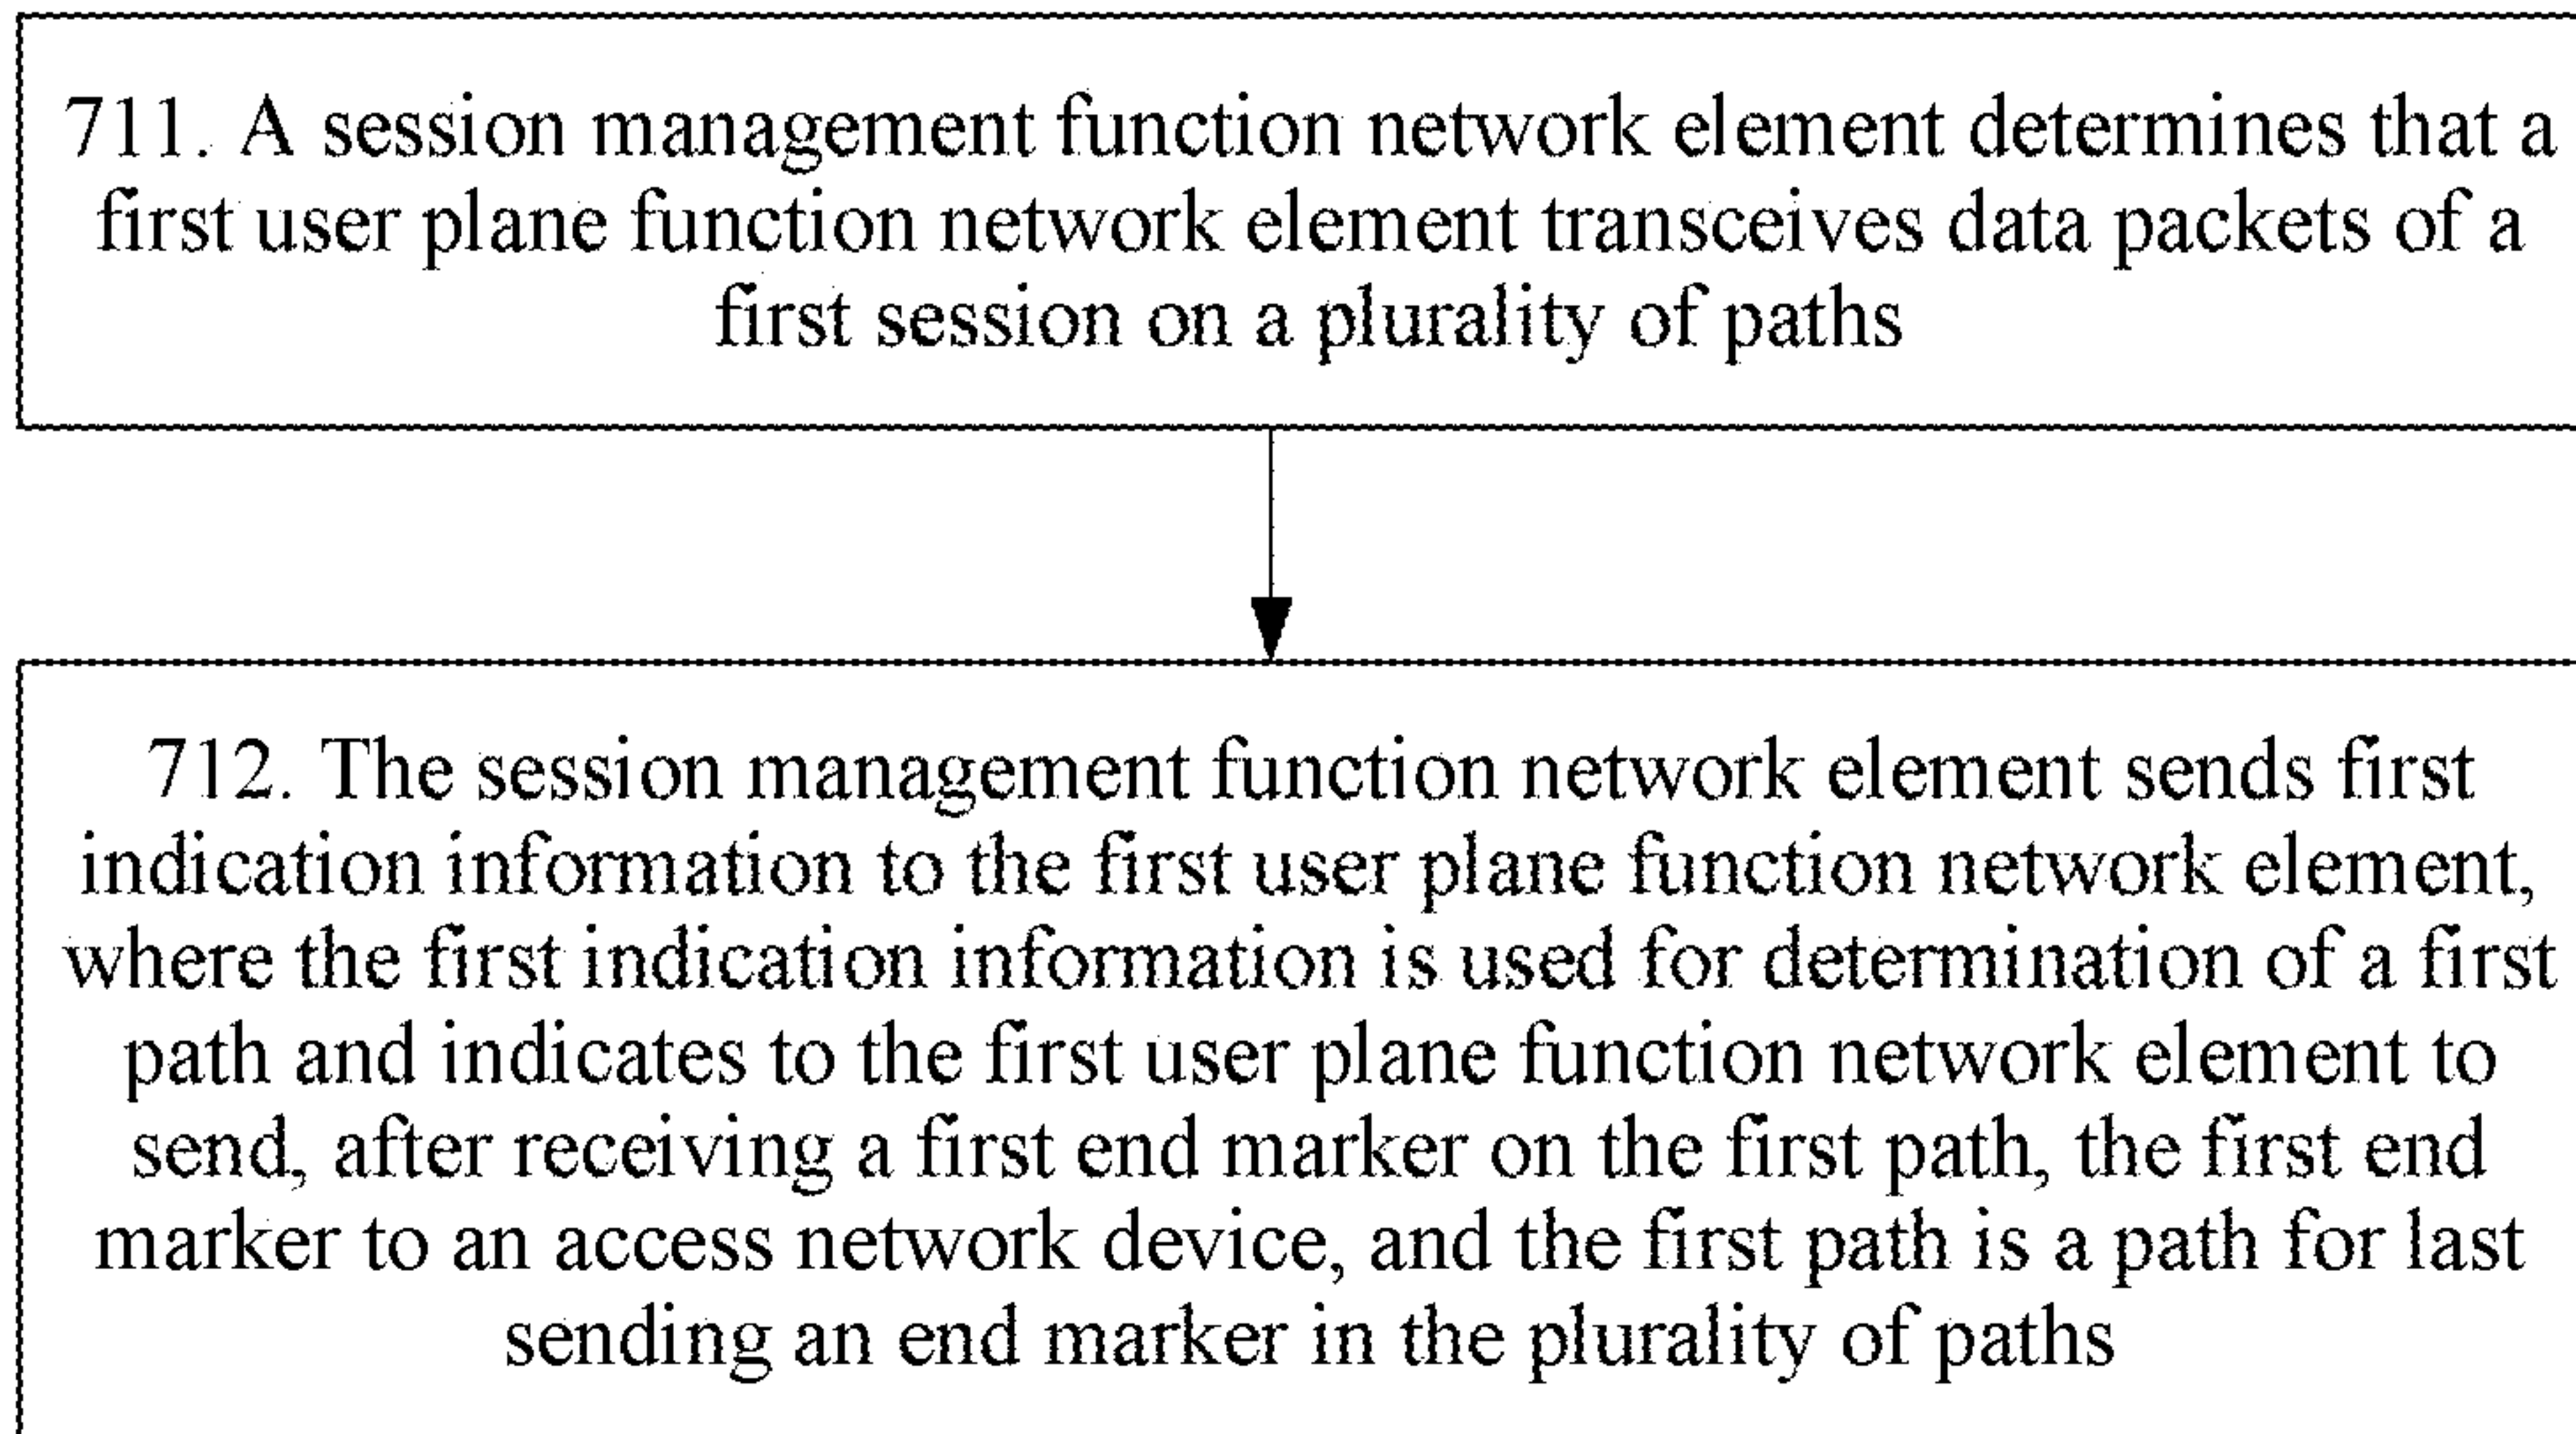 711. A session management function network element determines that a
first user plane function network element transceives data packets of a
first session on a plurality of paths
712. The session management function network element sends first
indication information to the first user plane function network element,
where the first indication information is used for determination of a first
path and indicates to the first user plane function network element to
send, after receiving a first end marker on the first path, the first end
marker to an access network device, and the first path is a path for last
sending an end marker in the plurality of paths